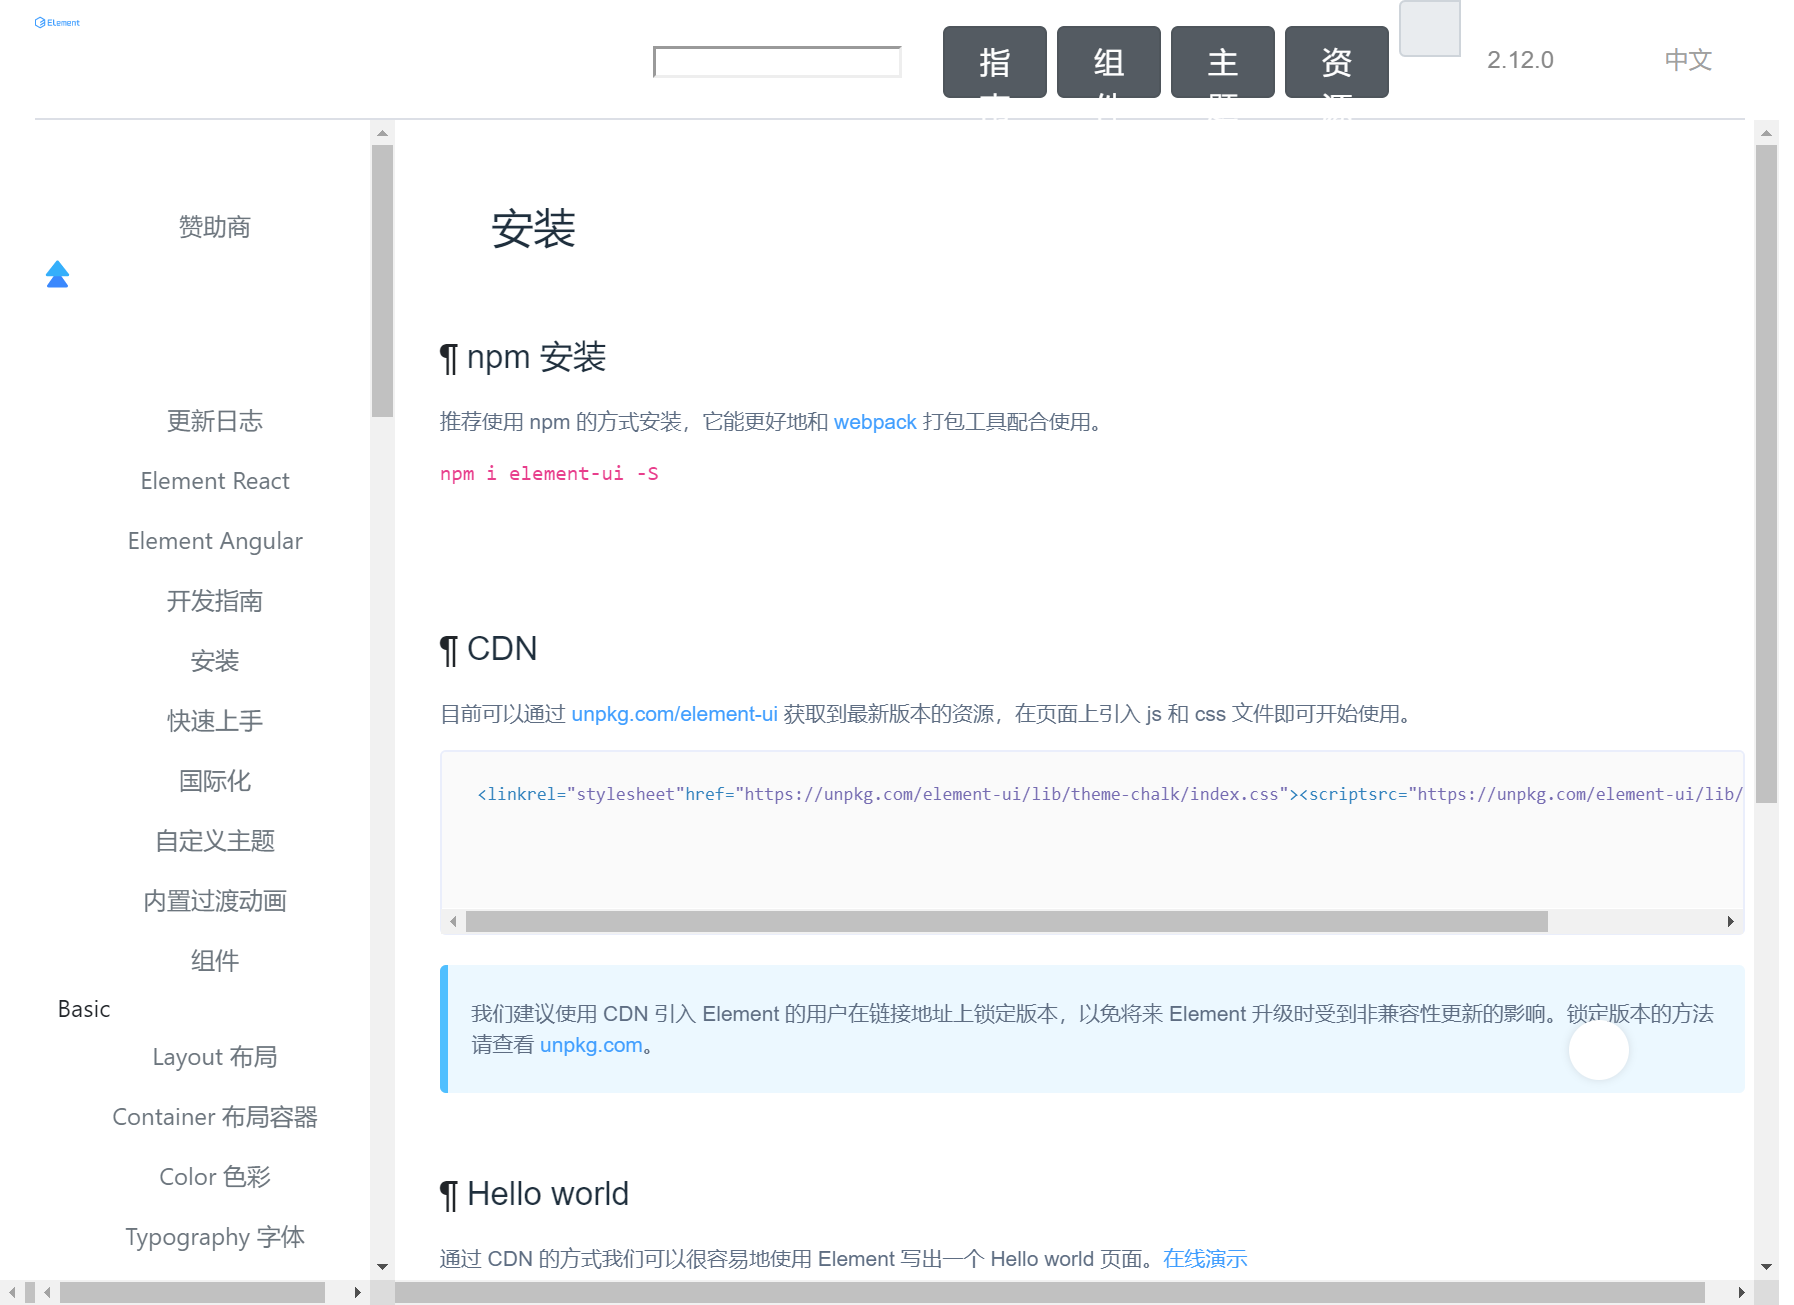 Element
指南
组件
主题
资源
2.12.0
中文
赞助商
更新日志
Element React
Element Angular
开发指南
安装
快速上手
国际化
自定义主题
内置过渡动画
组件
Basic
Layout 布局
Container 布局容器
Color 色彩
Typography 字体
安装
¶ npm 安装
推荐使用 npm 的方式安装，它能更好地和 webpack 打包工具配合使用。
npm i element-ui -S
¶ CDN
目前可以通过 unpkg.com/element-ui 获取到最新版本的资源，在页面上引入 js 和 css 文件即可开始使用。
<linkrel="stylesheet"href="https://unpkg.com/element-ui/lib/theme-chalk/index.css"><scriptsrc="https://unpkg.com/element-ui/lib/
我们建议使用 CDN 引入 Element 的用户在链接地址上锁定版本，以免将来 Element 升级时受到非兼容性更新的影响。锁定版本的方法
请查看 unpkg.com。
¶ Hello world
通过 CDN 的方式我们可以很容易地使用 Element 写出一个 Hello world 页面。在线演示